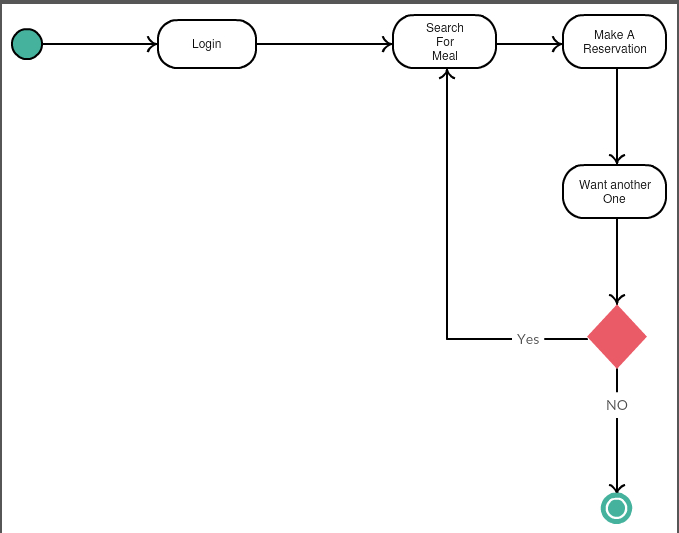 Login
Search
For
Meal
Make A
Reservation
Want another
One
Yes
NO